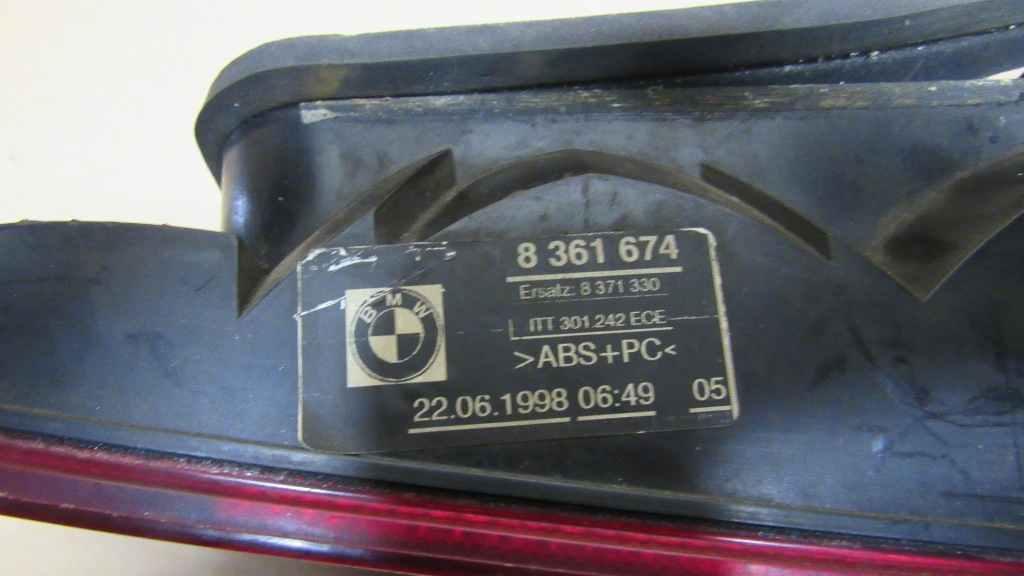 8 361 674
Ersatz: 8 371 330
ITT 301.242 ECE
BMW
>ABS+PC<
22.06.1998 06:49 05